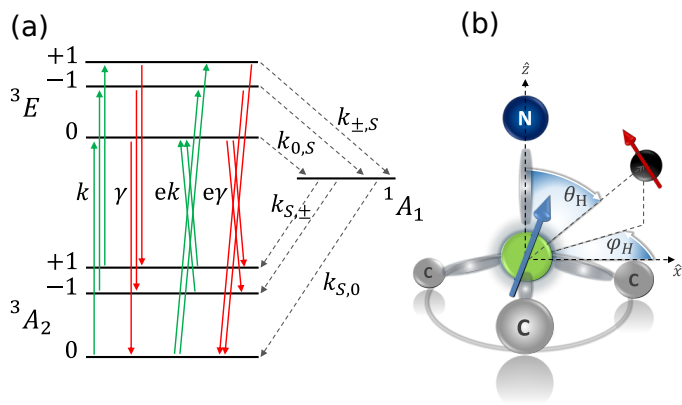 (a)
+1
−1
³E
0
k±,S
k0,S
k
γ
ek
eγ
¹A₁
kS,±
+1
−1
kS,0
³A₂
0
(b)
ẑ
N
θH
φH
x̂
C
C
C